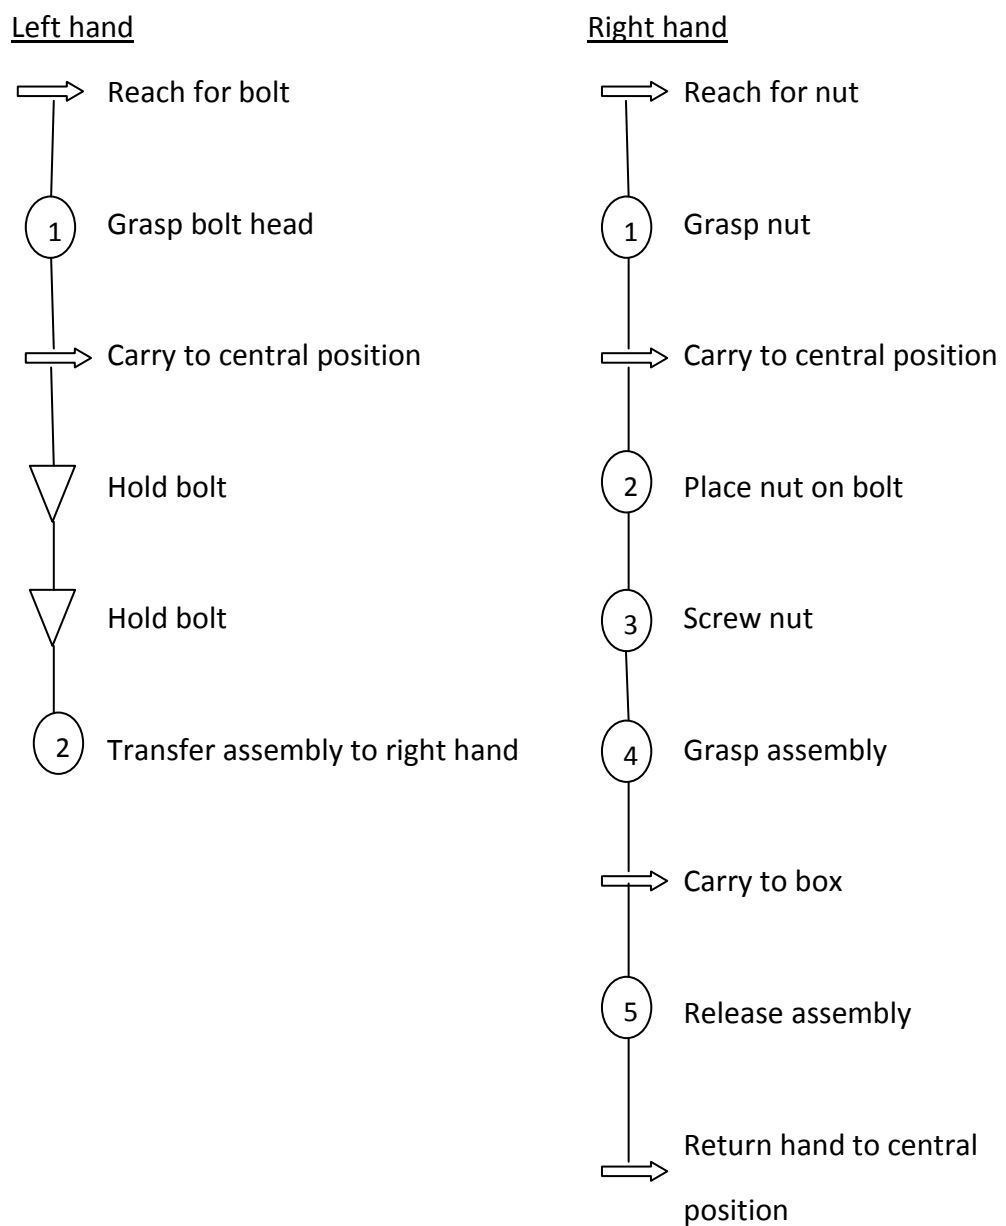 Left hand
Right hand
Reach for bolt
Reach for nut
1
Grasp bolt head
1
Grasp nut
Carry to central position
Carry to central position
Hold bolt
2
Place nut on bolt
Hold bolt
3
Screw nut
2
Transfer assembly to right hand
4
Grasp assembly
Carry to box
5
Release assembly
Return hand to central
position